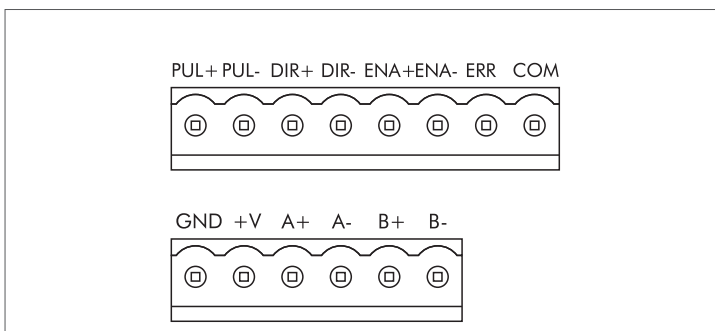 PUL+ PUL- DIR+ DIR- ENA+ ENA- ERR COM
GND +V A+ A- B+ B-